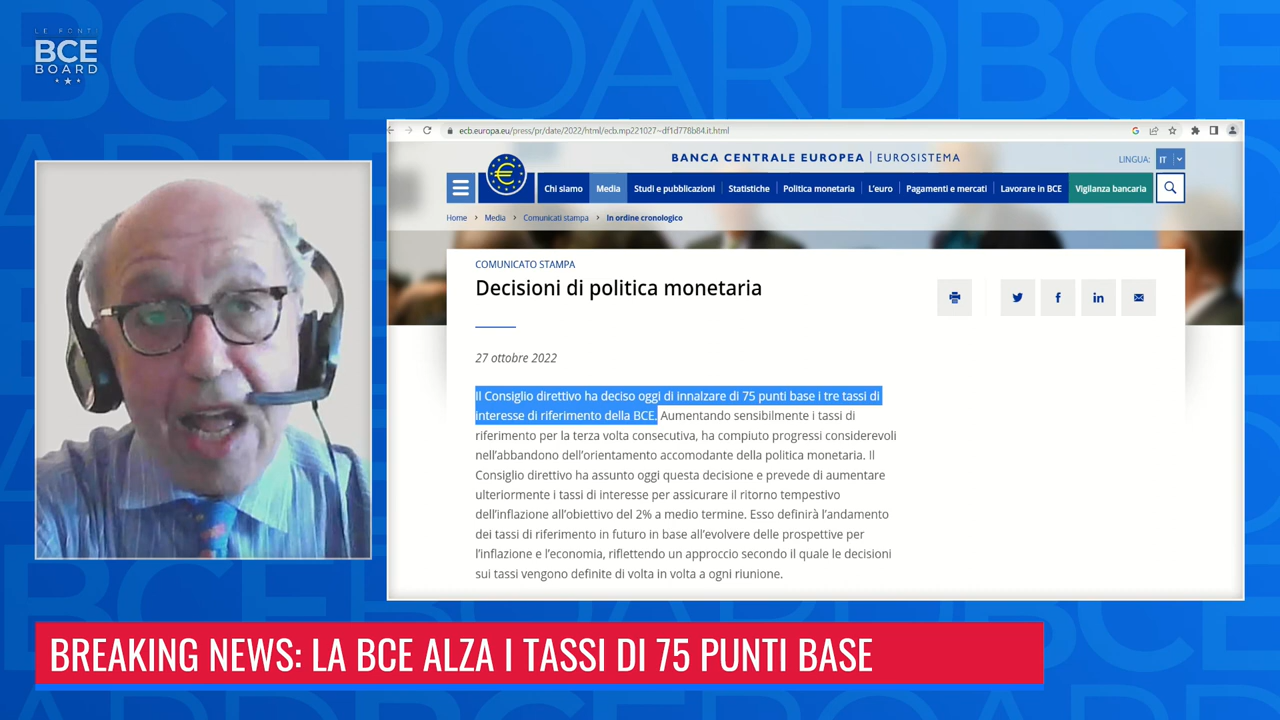 LE FONTI
BCE
BOARD
ecb.europa.eu/press/pr/date/2022/html/ecb.mp221027~df1d778b84.it.html
BANCA CENTRALE EUROPEA | EUROSISTEMA
LINGUA: IT
Chi siamo Media Studi e pubblicazioni Statistiche Politica monetaria L'euro Pagamenti e mercati Lavorare in BCE Vigilanza bancaria
Home > Media > Comunicati stampa > In ordine cronologico
COMUNICATO STAMPA
Decisioni di politica monetaria
27 ottobre 2022
Il Consiglio direttivo ha deciso oggi di innalzare di 75 punti base i tre tassi di
interesse di riferimento della BCE. Aumentando sensibilmente i tassi di
riferimento per la terza volta consecutiva, ha compiuto progressi considerevoli
nell'abbandono dell'orientamento accomodante della politica monetaria. Il
Consiglio direttivo ha assunto oggi questa decisione e prevede di aumentare
ulteriormente i tassi di interesse per assicurare il ritorno tempestivo
dell'inflazione all'obiettivo del 2% a medio termine. Esso definirà l'andamento
dei tassi di riferimento in futuro in base all'evolvere delle prospettive per
l'inflazione e l'economia, riflettendo un approccio secondo il quale le decisioni
sui tassi vengono definite di volta in volta a ogni riunione.
BREAKING NEWS: LA BCE ALZA I TASSI DI 75 PUNTI BASE